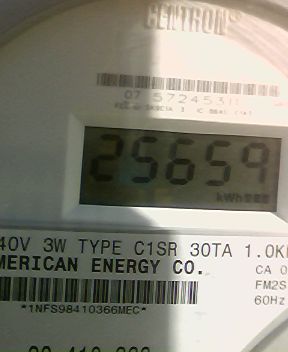 CENTRON®
07 572453
25659
kWh
40V 3W TYPE C1SR 30TA 1.0K
MERICAN ENERGY CO.
CA 0
FM2S
60Hz
*1NFS98410366MEC*